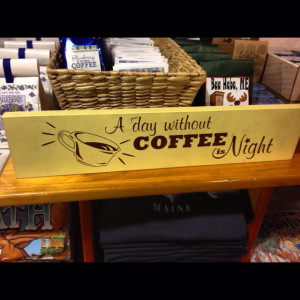 Bar Harbor, ME
COFFEE
A day without
COFFEE is Night
MAINE